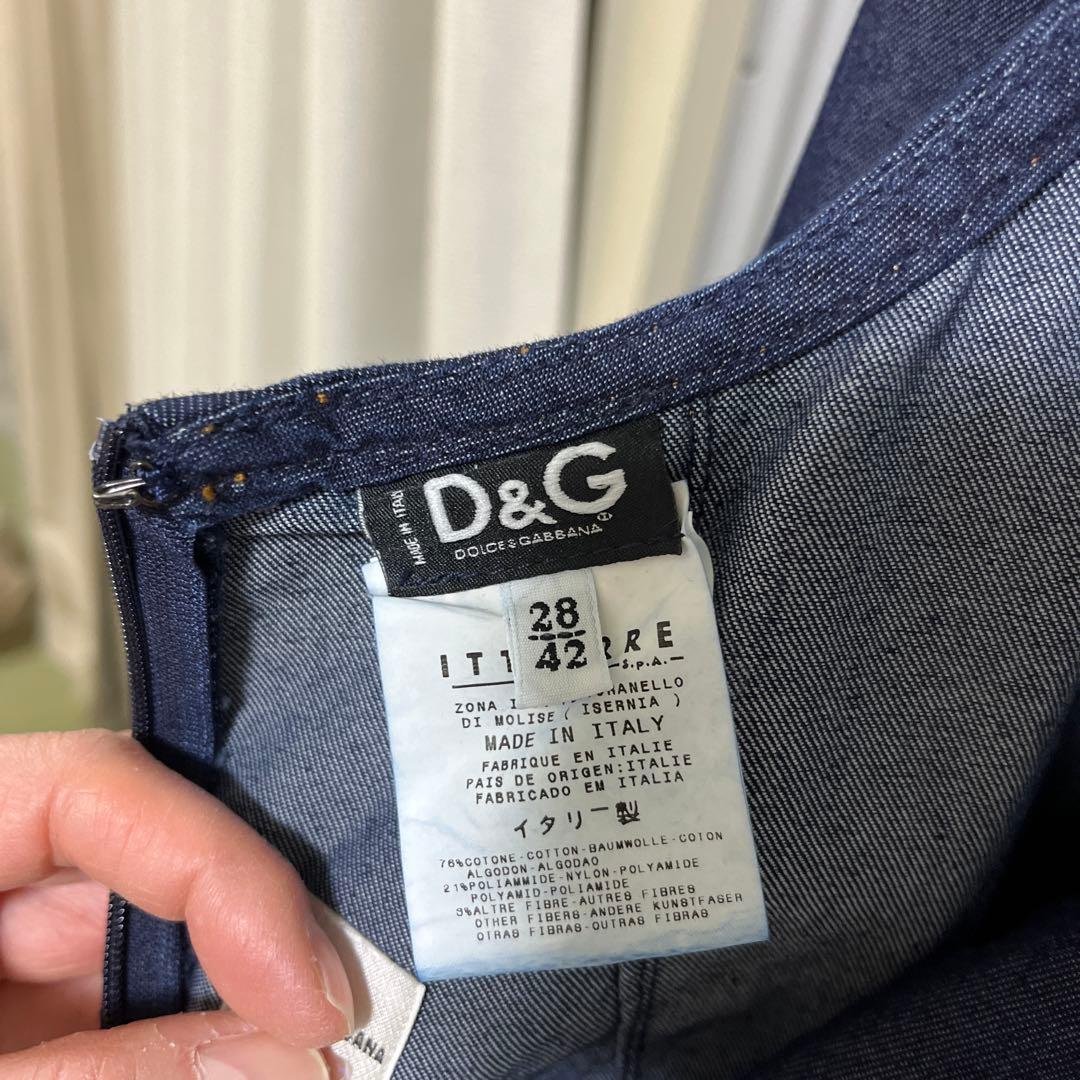 MADE IN ITALY
D&G
DOLCE&GABBANA
28
42
S.p.A.
ZONA
DI MOLISE ( ISERNIA )
MADE IN ITALY
FABRIQUE EN ITALIE
PAIS DE ORIGEN:ITALIE
FABRICADO EM ITALIA
イタリー製
76%COTONE-COTTON-BAUMWOLLE-COTON
ALGODON-ALGODAO
21%POLIAMMIDE-NYLON-POLYAMIDE
POLYAMID-POLIAMIDE
3%ALTRE FIBRE-AUTRES FIBRES
OTHER FIBERS-ANDERE KUNSTFASER
OTRAS FIBRAS-OUTRAS FIBRAS